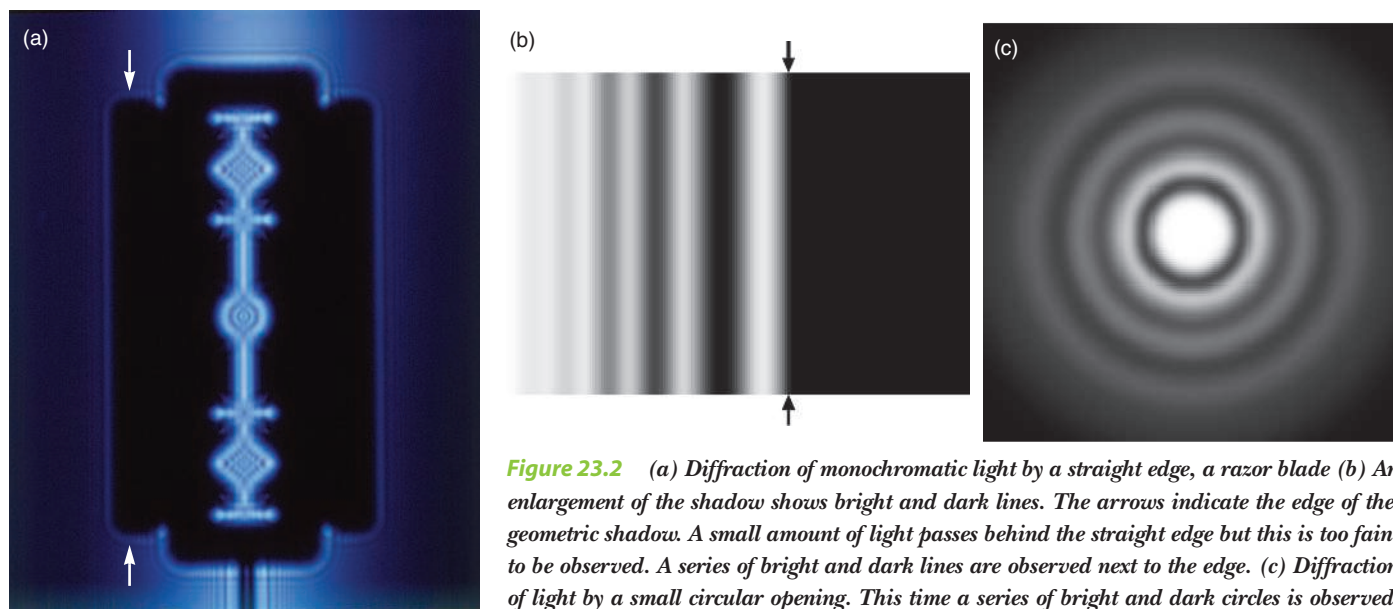 (a)
(b)
(c)
Figure 23.2 (a) Diffraction of monochromatic light by a straight edge, a razor blade (b) An
enlargement of the shadow shows bright and dark lines. The arrows indicate the edge of the
geometric shadow. A small amount of light passes behind the straight edge but this is too fain
to be observed. A series of bright and dark lines are observed next to the edge. (c) Diffraction
of light by a small circular opening. This time a series of bright and dark circles is observed